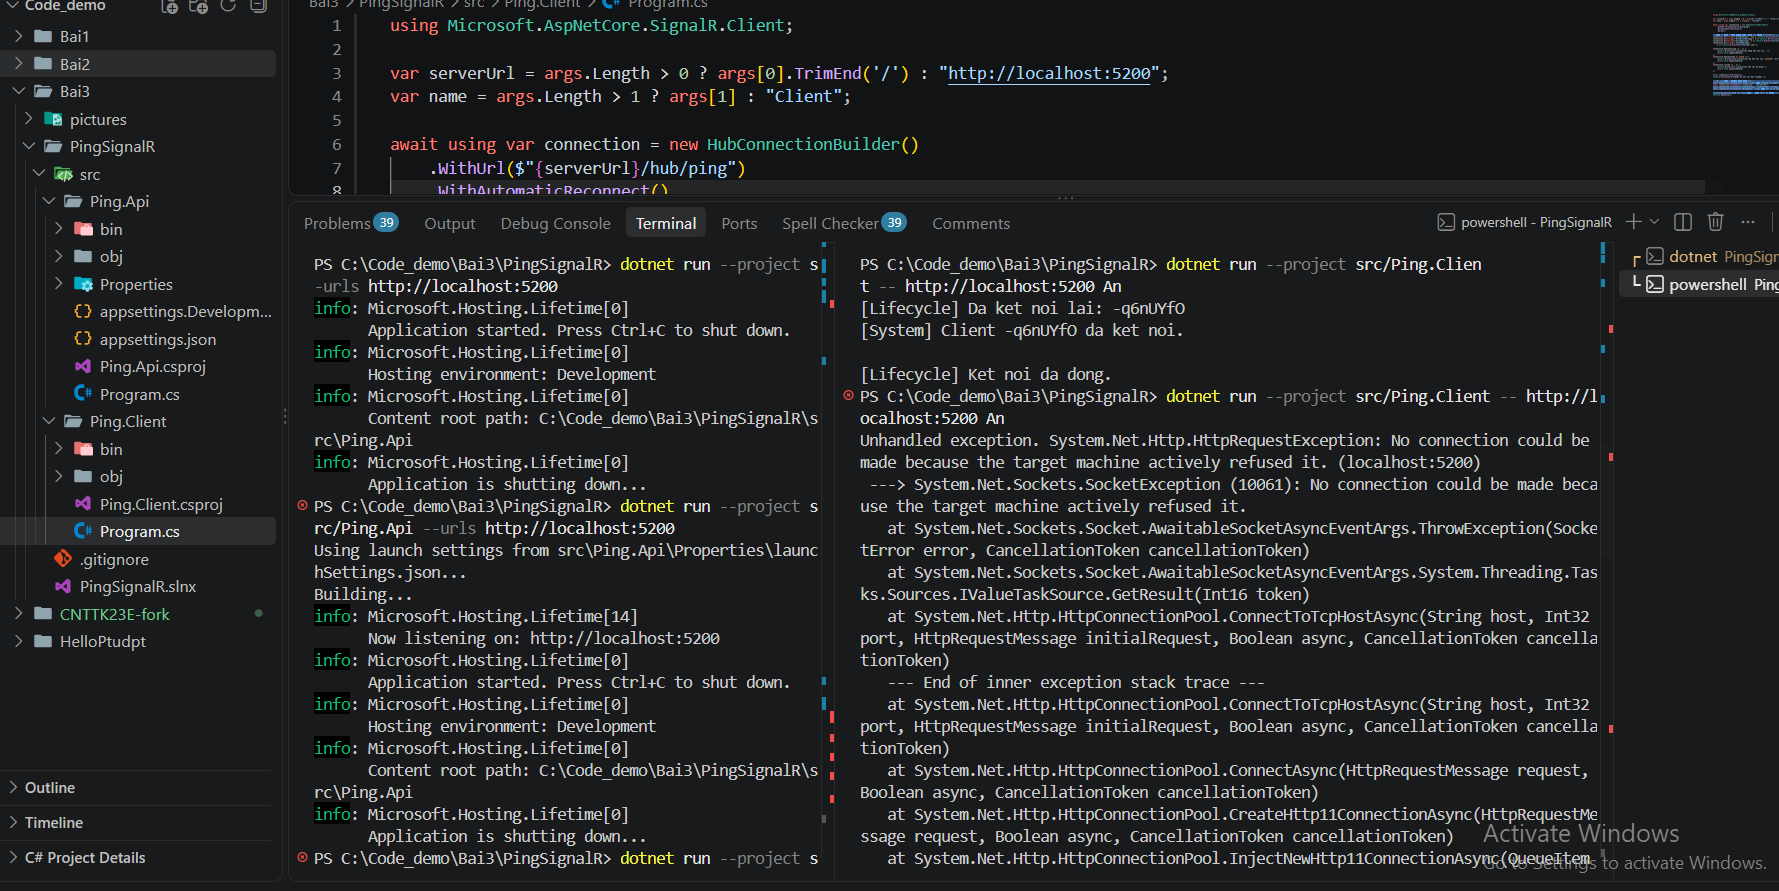 Code_demo
Bai1
Bai2
Bai3
pictures
PingSignalR
src
Ping.Api
bin
obj
Properties
appsettings.Developm...
appsettings.json
Ping.Api.csproj
Program.cs
Ping.Client
bin
obj
Ping.Client.csproj
Program.cs
.gitignore
PingSignalR.slnx
CNTTK23E-fork
HelloPtudpt
Outline
Timeline
C# Project Details
Bai3 > PingSignalR > src > Ping.Client > Program.cs
1 using Microsoft.AspNetCore.SignalR.Client;
2
3 var serverUrl = args.Length > 0 ? args[0].TrimEnd('/') : "http://localhost:5200";
4 var name = args.Length > 1 ? args[1] : "Client";
5
6 await using var connection = new HubConnectionBuilder()
7 .WithUrl($"{serverUrl}/hub/ping")
8 .WithAutomaticReconnect()
Problems 39 Output Debug Console Terminal Ports Spell Checker 39 Comments
powershell - PingSignalR
PS C:\Code_demo\Bai3\PingSignalR> dotnet run --project s
-urls http://localhost:5200
info: Microsoft.Hosting.Lifetime[0]
Application started. Press Ctrl+C to shut down.
info: Microsoft.Hosting.Lifetime[0]
Hosting environment: Development
info: Microsoft.Hosting.Lifetime[0]
Content root path: C:\Code_demo\Bai3\PingSignalR\s
rc\Ping.Api
info: Microsoft.Hosting.Lifetime[0]
Application is shutting down...
PS C:\Code_demo\Bai3\PingSignalR> dotnet run --project s
rc/Ping.Api --urls http://localhost:5200
Using launch settings from src\Ping.Api\Properties\launc
hSettings.json...
Building...
info: Microsoft.Hosting.Lifetime[14]
Now listening on: http://localhost:5200
info: Microsoft.Hosting.Lifetime[0]
Application started. Press Ctrl+C to shut down.
info: Microsoft.Hosting.Lifetime[0]
Hosting environment: Development
info: Microsoft.Hosting.Lifetime[0]
Content root path: C:\Code_demo\Bai3\PingSignalR\s
rc\Ping.Api
info: Microsoft.Hosting.Lifetime[0]
Application is shutting down...
PS C:\Code_demo\Bai3\PingSignalR> dotnet run --project s
PS C:\Code_demo\Bai3\PingSignalR> dotnet run --project src/Ping.Clien
t -- http://localhost:5200 An
[Lifecycle] Da ket noi lai: -q6nUYfO
[System] Client -q6nUYfO da ket noi.
[Lifecycle] Ket noi da dong.
PS C:\Code_demo\Bai3\PingSignalR> dotnet run --project src/Ping.Client -- http://l
ocalhost:5200 An
Unhandled exception. System.Net.Http.HttpRequestException: No connection could be
made because the target machine actively refused it. (localhost:5200)
---> System.Net.Sockets.SocketException (10061): No connection could be made beca
use the target machine actively refused it.
at System.Net.Sockets.Socket.AwaitableSocketAsyncEventArgs.ThrowException(Socke
tError error, CancellationToken cancellationToken)
at System.Net.Sockets.Socket.AwaitableSocketAsyncEventArgs.System.Threading.Tas
ks.Sources.IValueTaskSource.GetResult(Int16 token)
at System.Net.Http.HttpConnectionPool.ConnectToTcpHostAsync(String host, Int32
port, HttpRequestMessage initialRequest, Boolean async, CancellationToken cancella
tionToken)
--- End of inner exception stack trace ---
at System.Net.Http.HttpConnectionPool.ConnectToTcpHostAsync(String host, Int32
port, HttpRequestMessage initialRequest, Boolean async, CancellationToken cancella
tionToken)
at System.Net.Http.HttpConnectionPool.ConnectAsync(HttpRequestMessage request,
Boolean async, CancellationToken cancellationToken)
at System.Net.Http.HttpConnectionPool.CreateHttp11ConnectionAsync(HttpRequestMe
ssage request, Boolean async, CancellationToken cancellationToken)
at System.Net.Http.HttpConnectionPool.InjectNewHttp11ConnectionAsync(QueueItem
dotnet PingSign
powershell Ping
Activate Windows
Go to Settings to activate Windows.